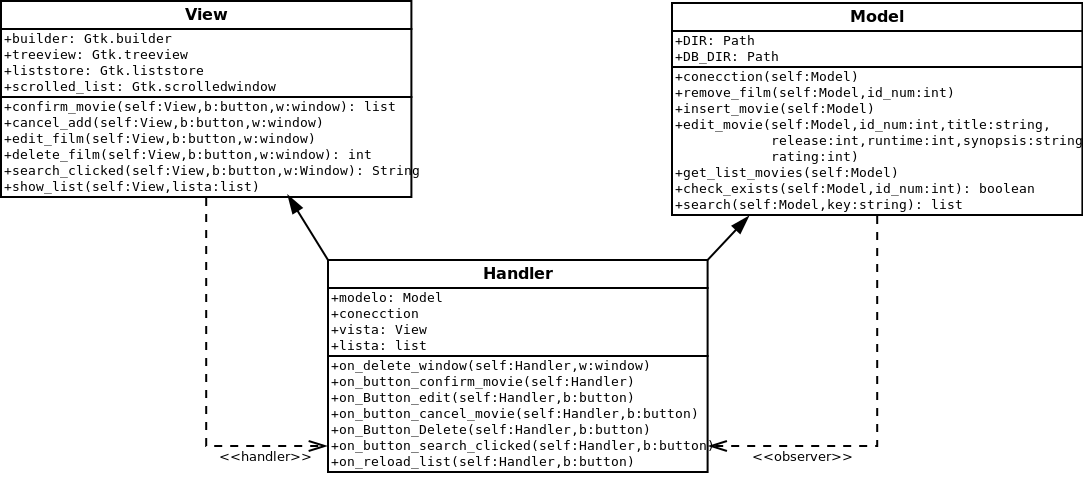 View
+builder: Gtk.builder
+treeview: Gtk.treeview
+liststore: Gtk.liststore
+scrolled_list: Gtk.scrolledwindow
+confirm_movie(self:View,b:button,w:window): list
+cancel_add(self:View,b:button,w:window)
+edit_film(self:View,b:button,w:window)
+delete_film(self:View,b:button,w:window): int
+search_clicked(self:View,b:button,w:Window): String
+show_list(self:View,lista:list)
Model
+DIR: Path
+DB_DIR: Path
+conecction(self:Model)
+remove_film(self:Model,id_num:int)
+insert_movie(self:Model)
+edit_movie(self:Model,id_num:int,title:string,
release:int,runtime:int,synopsis:string
rating:int)
+get_list_movies(self:Model)
+check_exists(self:Model,id_num:int): boolean
+search(self:Model,key:string): list
Handler
+modelo: Model
+conecction
+vista: View
+lista: list
+on_delete_window(self:Handler,w:window)
+on_button_confirm_movie(self:Handler)
+on_Button_edit(self:Handler,b:button)
+on_button_cancel_movie(self:Handler,b:button)
+on_Button_Delete(self:Handler,b:button)
+on_button_search_clicked(self:Handler,b:button)
+on_reload_list(self:Handler,b:button)
<<handler>>
<<observer>>